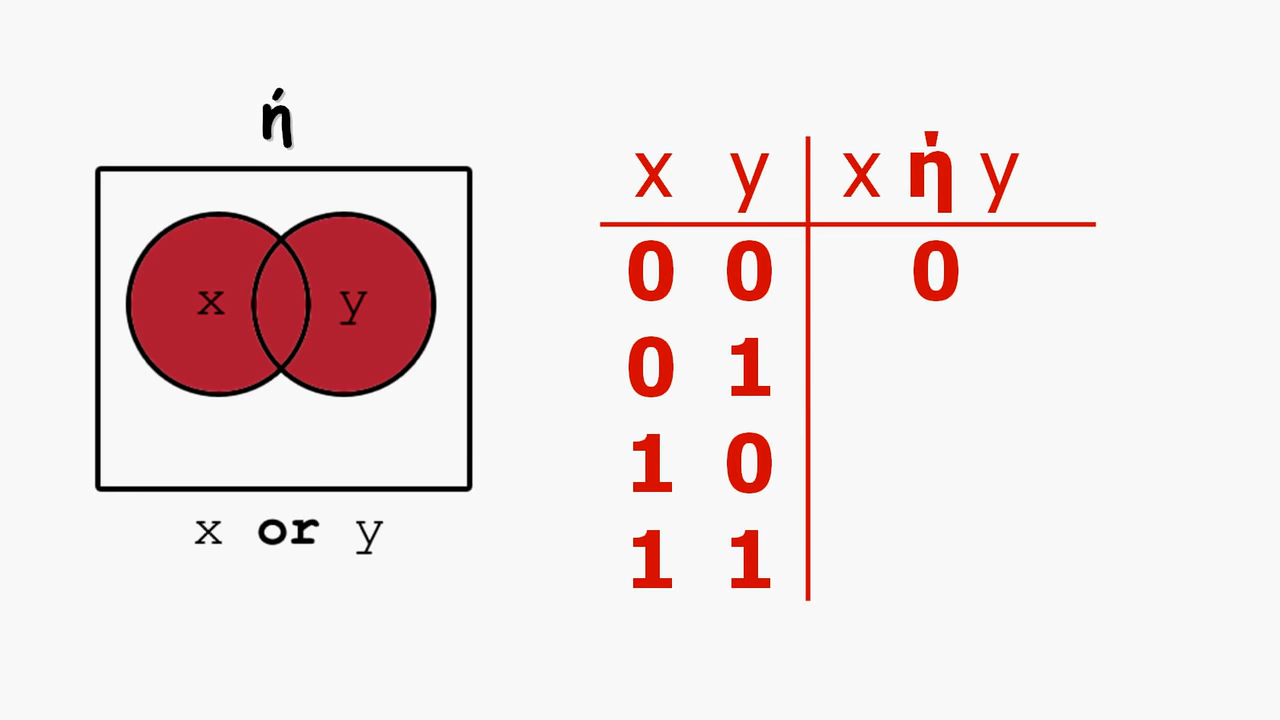 ή
x y
x or y
x y x ή y
0 0 0
0 1
1 0
1 1